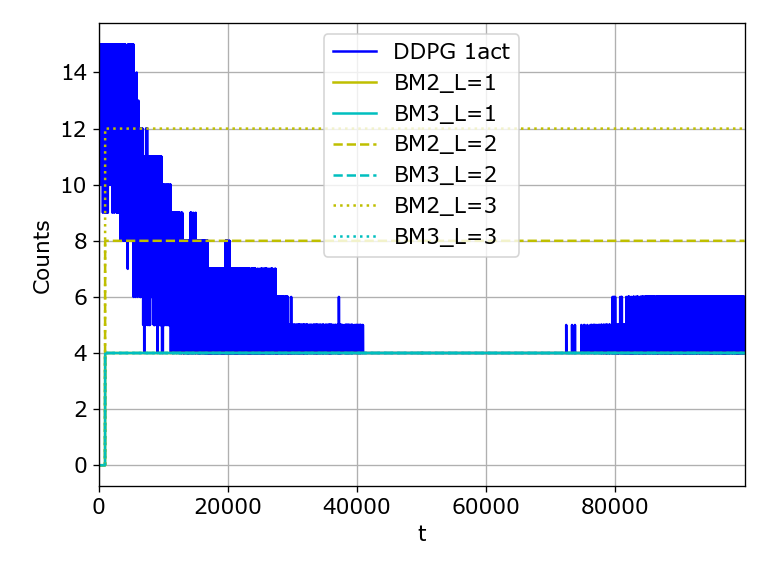 DDPG 1act
BM2_L=1
BM3_L=1
BM2_L=2
BM3_L=2
BM2_L=3
BM3_L=3
14
12
10
8
6
4
2
0
Counts
0 20000 40000 60000 80000
t